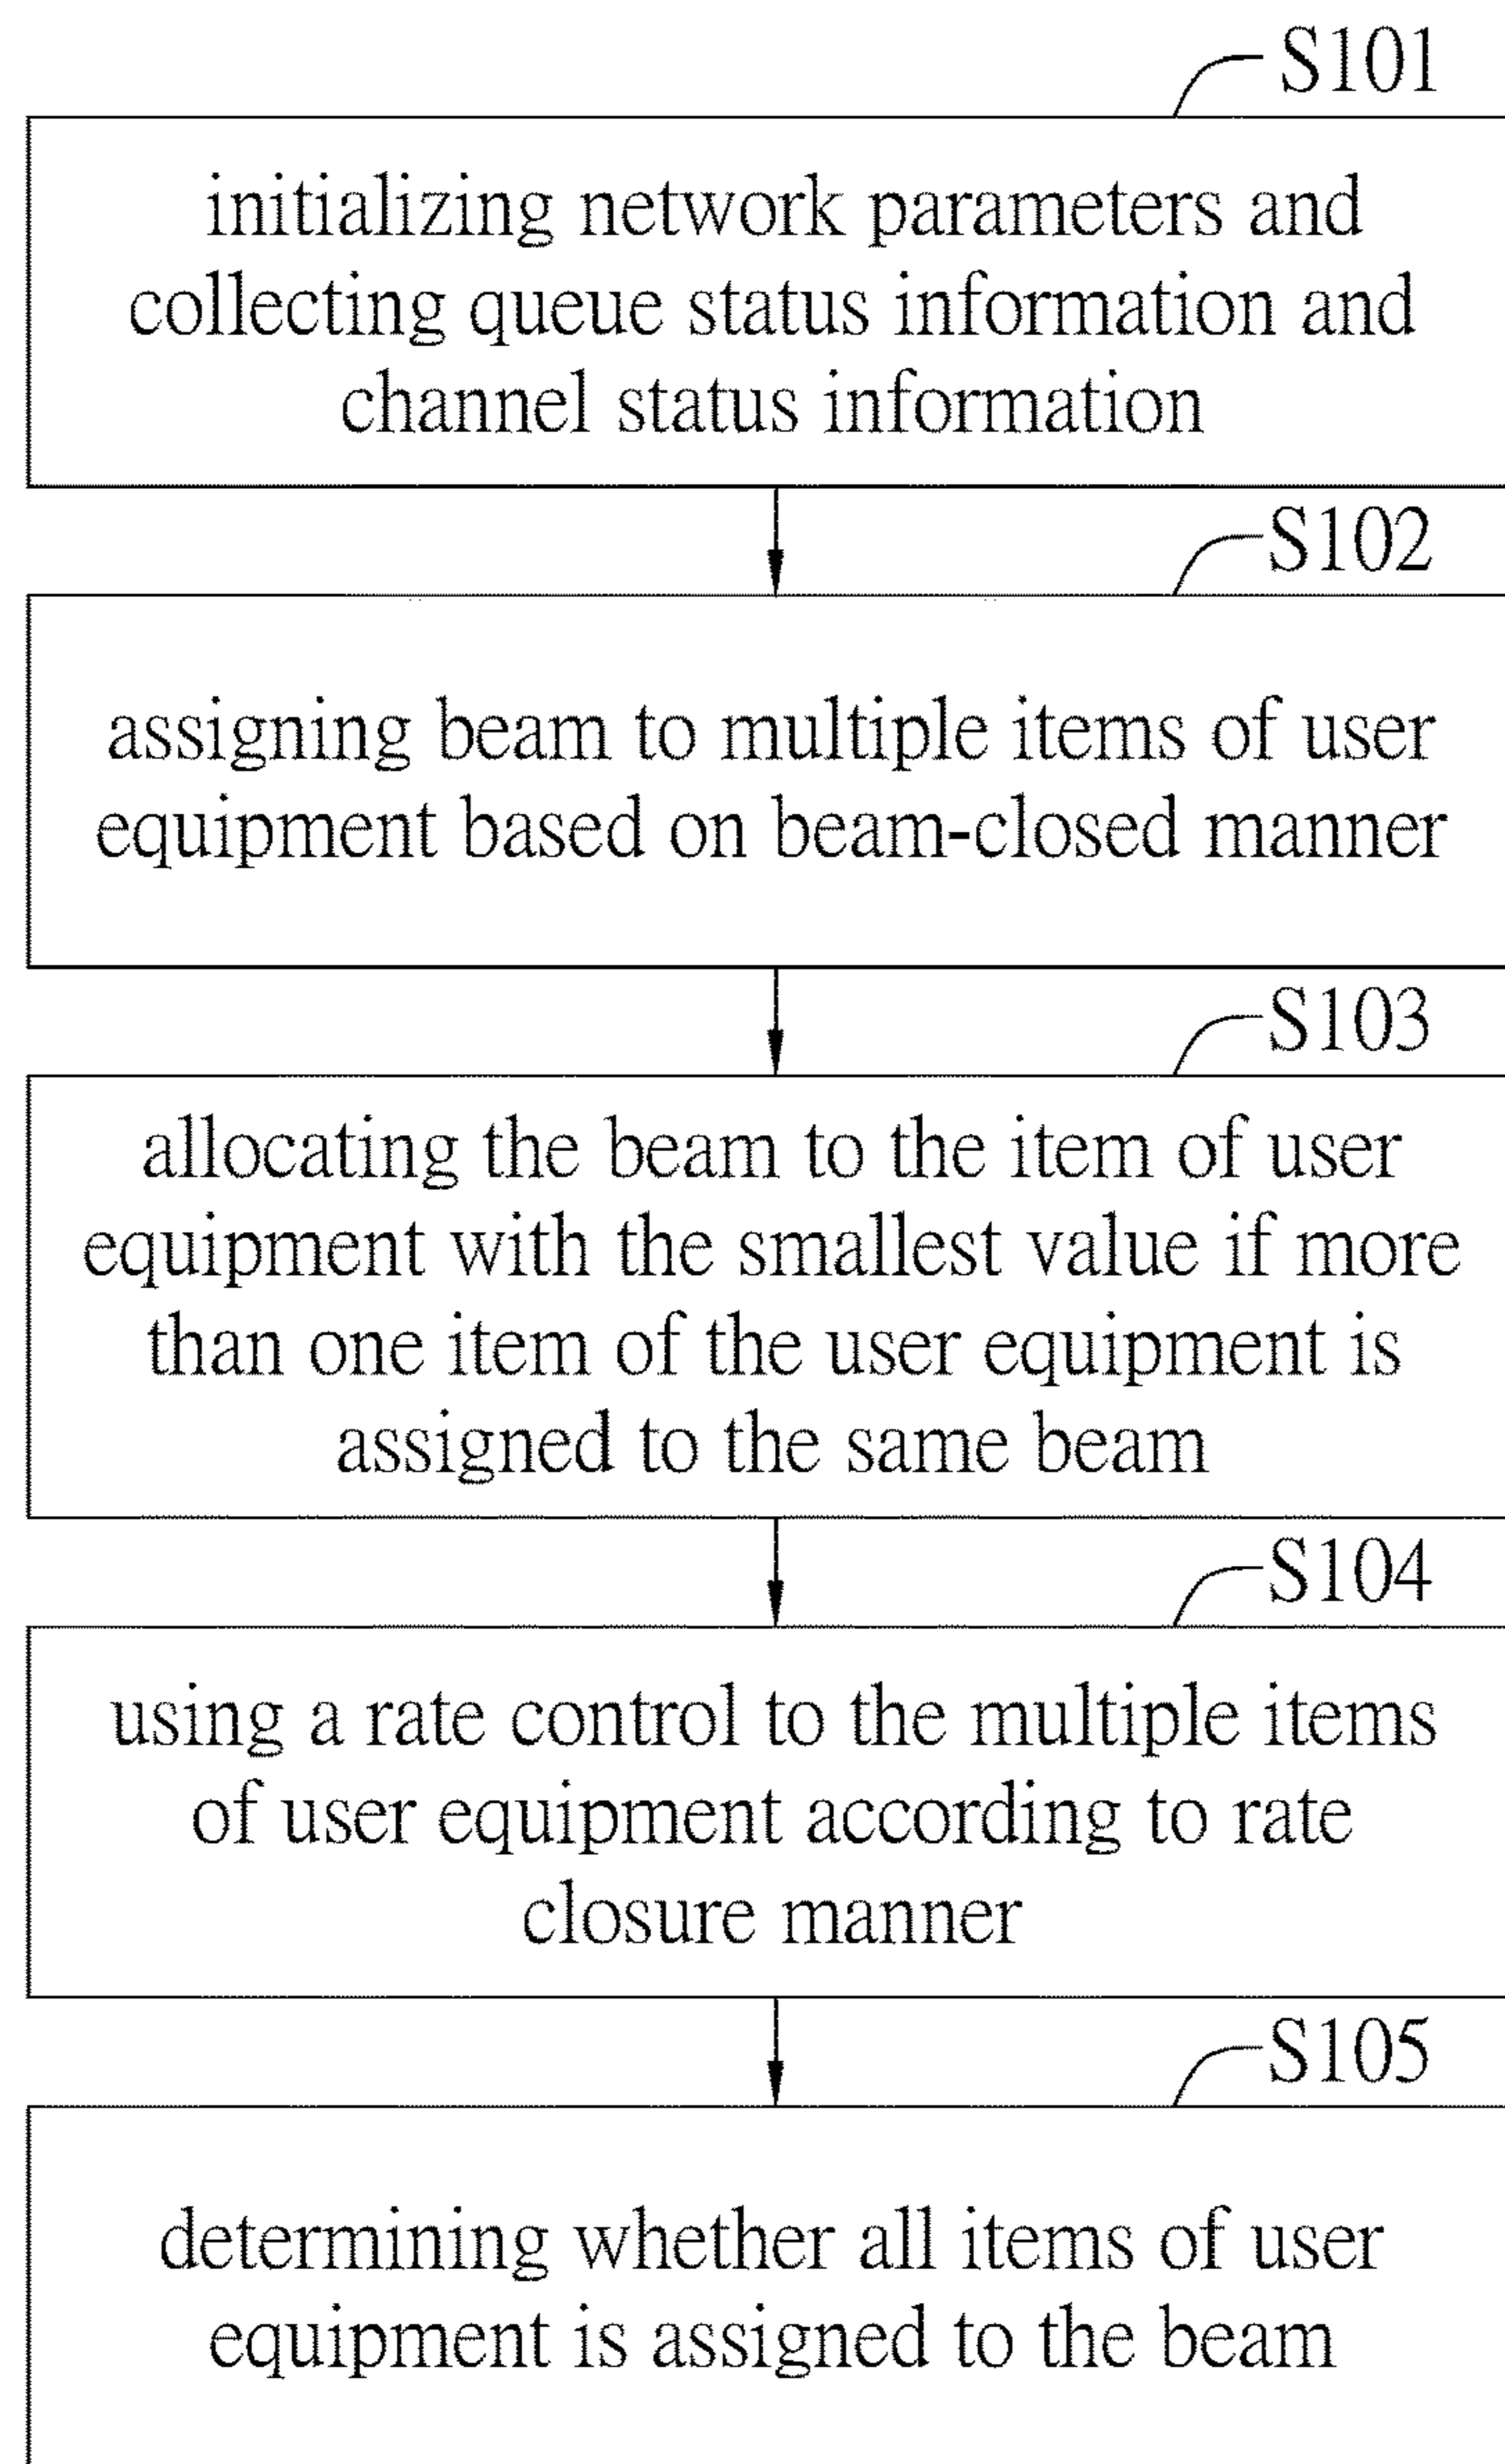 S101
initializing network parameters and
collecting queue status information and
channel status information
S102
assigning beam to multiple items of user
equipment based on beam-closed manner
S103
allocating the beam to the item of user
equipment with the smallest value if more
than one item of the user equipment is
assigned to the same beam
S104
using a rate control to the multiple items
of user equipment according to rate
closure manner
S105
determining whether all items of user
equipment is assigned to the beam